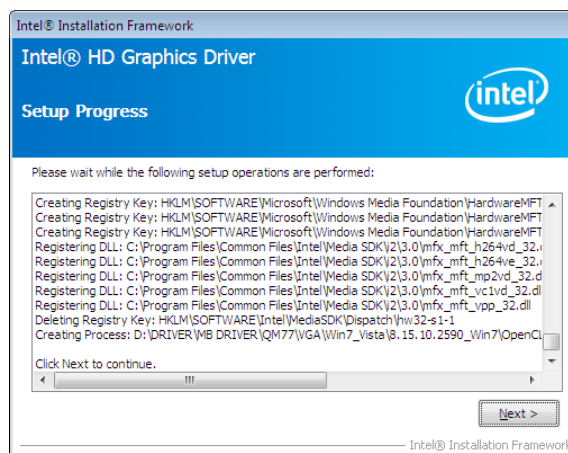 Intel® Installation Framework
Intel® HD Graphics Driver
intel
Setup Progress
Please wait while the following setup operations are performed:
Creating Registry Key: HKLM\SOFTWARE\Microsoft\Windows Media Foundation\HardwareMFT
Creating Registry Key: HKLM\SOFTWARE\Microsoft\Windows Media Foundation\HardwareMFT
Creating Registry Key: HKLM\SOFTWARE\Microsoft\Windows Media Foundation\HardwareMFT
Registering DLL: C:\Program Files\Common Files\Intel\Media SDK\i2\3.0\mfx_mft_h264vd_32.
Registering DLL: C:\Program Files\Common Files\Intel\Media SDK\i2\3.0\mfx_mft_h264ve_32.
Registering DLL: C:\Program Files\Common Files\Intel\Media SDK\i2\3.0\mfx_mft_mp2vd_32.d
Registering DLL: C:\Program Files\Common Files\Intel\Media SDK\i2\3.0\mfx_mft_vc1vd_32.dl
Registering DLL: C:\Program Files\Common Files\Intel\Media SDK\i2\3.0\mfx_mft_vpp_32.dll
Deleting Registry Key: HKLM\SOFTWARE\Intel\MediaSDK\Dispatch\hw32-s1-1
Creating Process: D:\DRIVER\MB DRIVER\QM77\VGA\Win7_Vista\8.15.10.2590_Win7\OpenCL
Click Next to continue.
Next >
Intel® Installation Framework